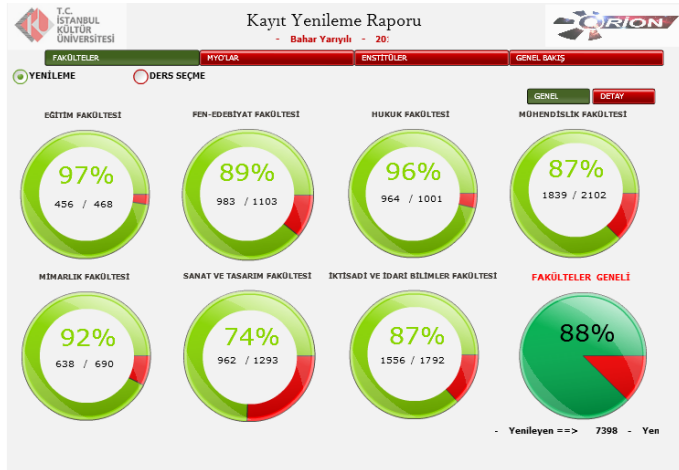 T.C.
İSTANBUL
KÜLTÜR
ÜNİVERSİTESİ
Kayıt Yenileme Raporu
- Bahar Yarıyılı - 20:
ORION
FAKÜLTELER MYO'LAR ENSTİTÜLER GENEL BAKIŞ
YENİLEME DERS SEÇME
GENEL DETAY
EĞİTİM FAKÜLTESİ FEN-EDEBİYAT FAKÜLTESİ HUKUK FAKÜLTESİ MÜHENDİSLİK FAKÜLTESİ
97% 89% 96% 87%
456 / 468 983 / 1103 964 / 1001 1839 / 2102
MİMARLIK FAKÜLTESİ SANAT VE TASARIM FAKÜLTESİ İKTİSADİ VE İDARİ BİLİMLER FAKÜLTESİ FAKÜLTELER GENELİ
92% 74% 87% 88%
638 / 690 962 / 1293 1556 / 1792
- Yenileyen ==> 7398 - Yen